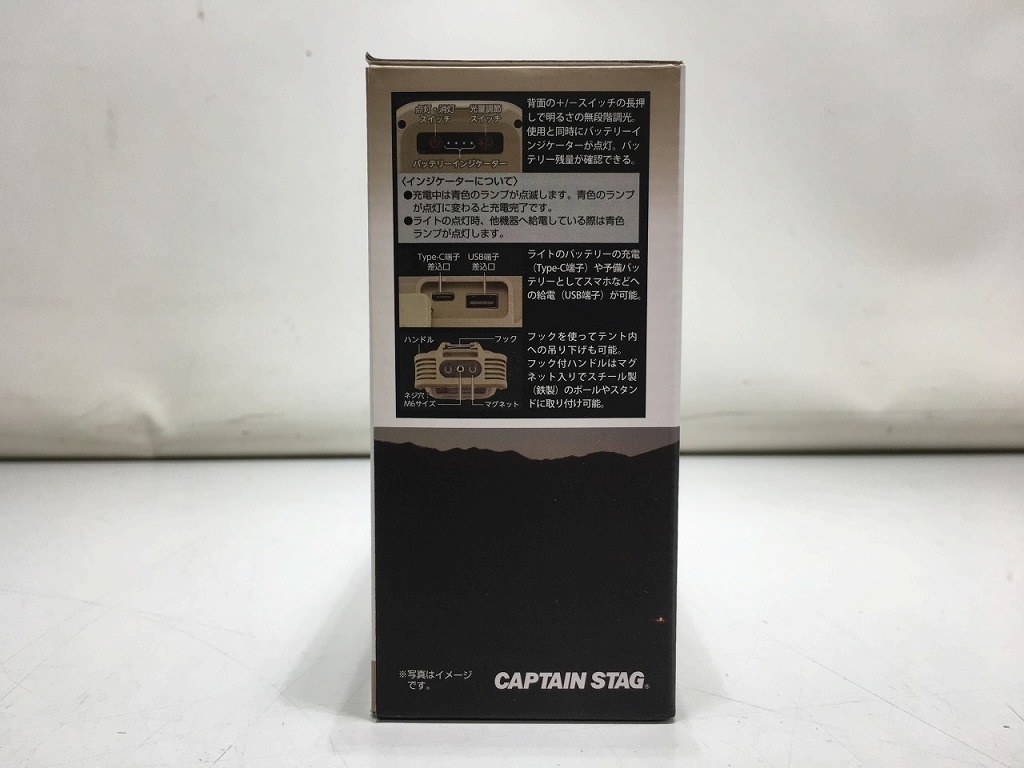 点灯・消灯
スイッチ
光量調節
スイッチ
バッテリーインジケーター
背面の+/−スイッチの長押
しで明るさの無段階調光。
使用と同時にバッテリーイ
ンジケーターが点灯。バッ
テリー残量が確認できる。
〈インジケーターについて〉
●充電中は青色のランプが点滅します。青色のランプ
が点灯に変わると充電完了です。
●ライトの点灯時、他機器へ給電している際は青色
ランプが点灯します。
Type-C端子
差込口
USB端子
差込口
ライトのバッテリーの充電
(Type-C端子)や予備バッ
テリーとしてスマホなどへ
の給電(USB端子)が可能。
ハンドル
フック
ネジ穴:
M6サイズ
マグネット
フックを使ってテント内
への吊り下げも可能。
フック付ハンドルはマグ
ネット入りでスチール製
(鉄製)のポールやスタン
ドに取り付け可能。
※写真はイメージ
です。
CAPTAIN STAG®